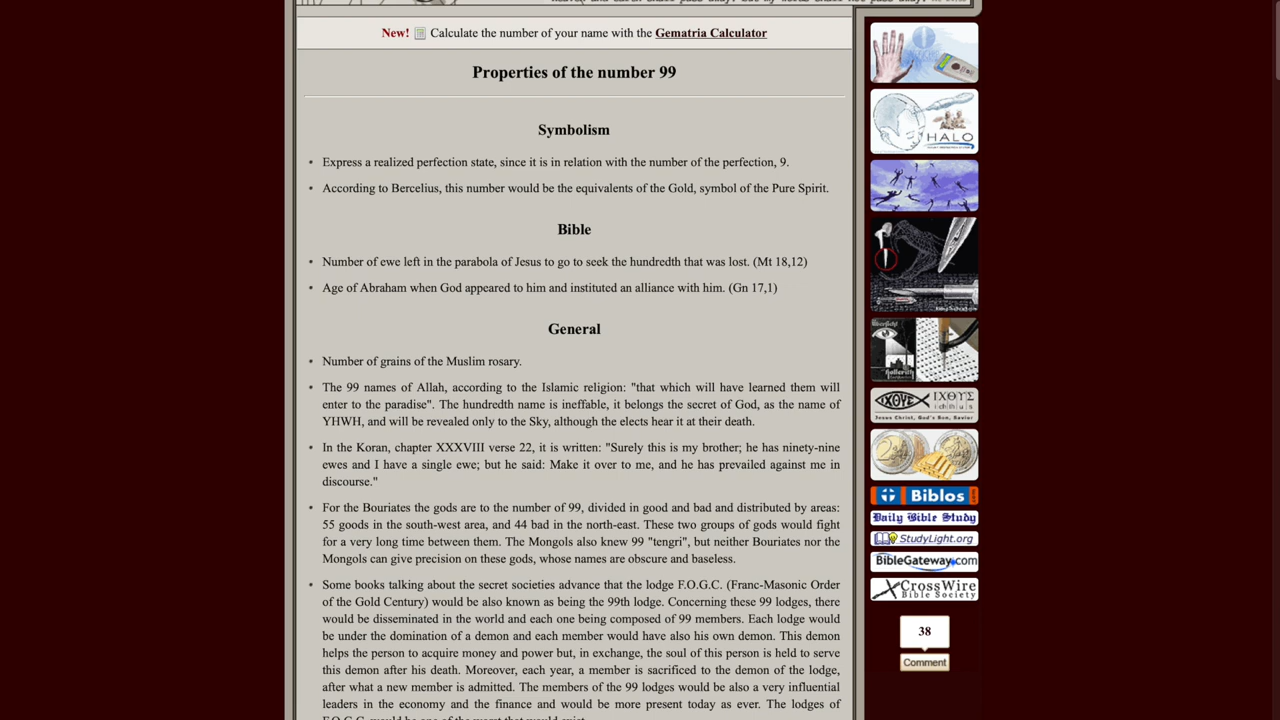 New! Calculate the number of your name with the Gematria Calculator
Properties of the number 99
Symbolism
Express a realized perfection state, since it is in relation with the number of the perfection, 9.
According to Bercelius, this number would be the equivalents of the Gold, symbol of the Pure Spirit.
Bible
Number of ewe left in the parabola of Jesus to go to seek the hundredth that was lost. (Mt 18,12)
Age of Abraham when God appeared to him and instituted an alliance with him. (Gn 17,1)
General
Number of grains of the Muslim rosary.
The 99 names of Allah, according to the Islamic religion: "that which will have learned them will
enter to the paradise". The hundredth name is ineffable, it belongs the secret of God, as the name of
YHWH, and will be revealed only to the Sky, although the elects hear it at their death.
In the Koran, chapter XXXVIII verse 22, it is written: "Surely this is my brother; he has ninety-nine
ewes and I have a single ewe; but he said: Make it over to me, and he has prevailed against me in
discourse."
For the Bouriates the gods are to the number of 99, divided in good and bad and distributed by areas:
55 goods in the south-west area, and 44 bad in the north-east. These two groups of gods would fight
for a very long time between them. The Mongols also knew 99 "tengri", but neither Bouriates nor the
Mongols can give precision on these gods, whose names are obscure and baseless.
Some books talking about the secret societies advance that the lodge F.O.G.C. (Franc-Masonic Order
of the Gold Century) would be also known as being the 99th lodge. Concerning these 99 lodges, there
would be disseminated in the world and each one being composed of 99 members. Each lodge would
be under the domination of a demon and each member would have also his own demon. This demon
helps the person to acquire money and power but, in exchange, the soul of this person is held to serve
this demon after his death. Moreover, each year, a member is sacrificed to the demon of the lodge,
after what a new member is admitted. The members of the 99 lodges would be also a very influential
leaders in the economy and the finance and would be more present today as ever. The lodges of
F.O.G.C. would be one of the worst that would exist.
HALO
ΙΧΘΥΣ
i ch th u s
Jesus Christ, God's Son, Savior
Biblos.com
Daily Bible Study
StudyLight.org
BibleGateway.com
CrossWire
Bible Society
38
Comment